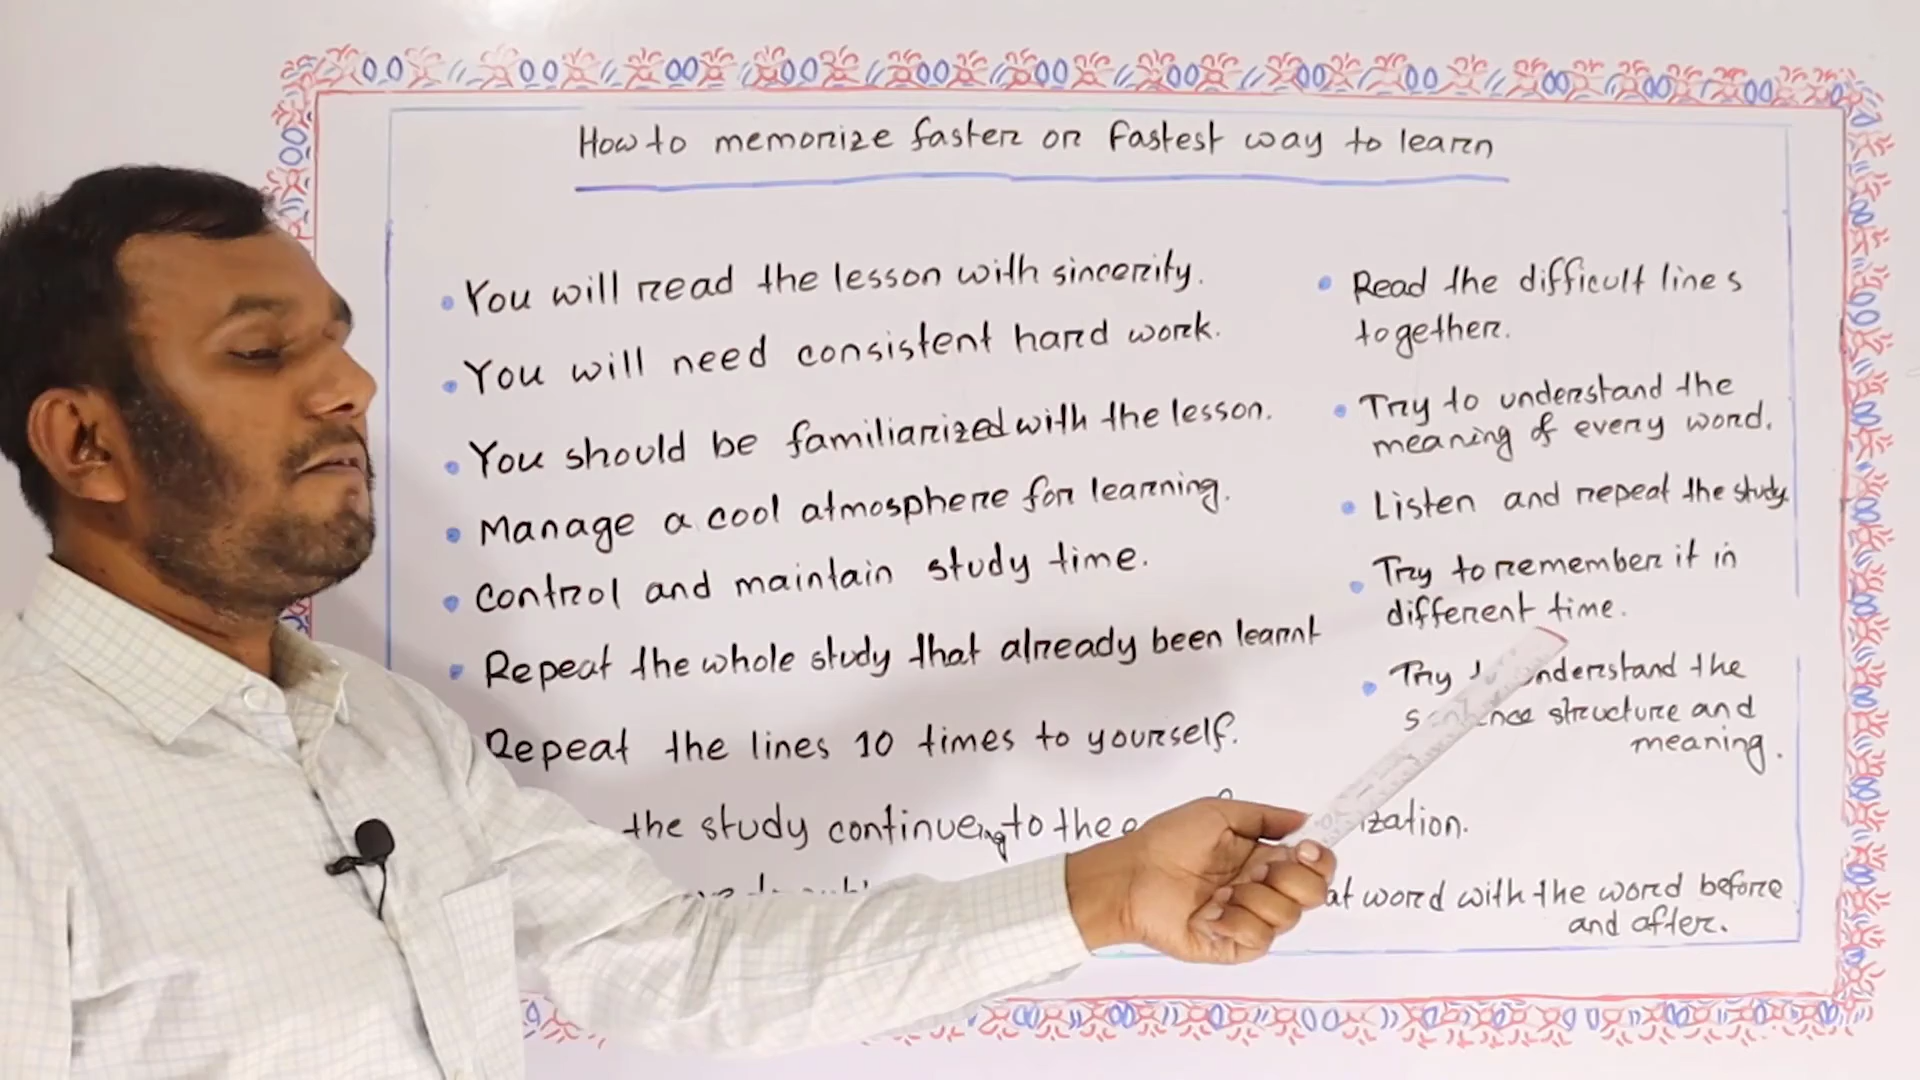 How to memorize faster or fastest way to learn
You will read the lesson with sincerity.
You will need consistent hard work.
You should be familiarized with the lesson.
Manage a cool atmosphere for learning.
Control and maintain study time.
Repeat the whole study that already been learnt
Repeat the lines 10 times to yourself.
the study continueing to the
word with the word before
and after.
Read the difficult lines
together.
Try to understand the
meaning of every word.
Listen and repeat the study.
Try to remember it in
different time.
Try to understand the
sentence structure and
meaning.